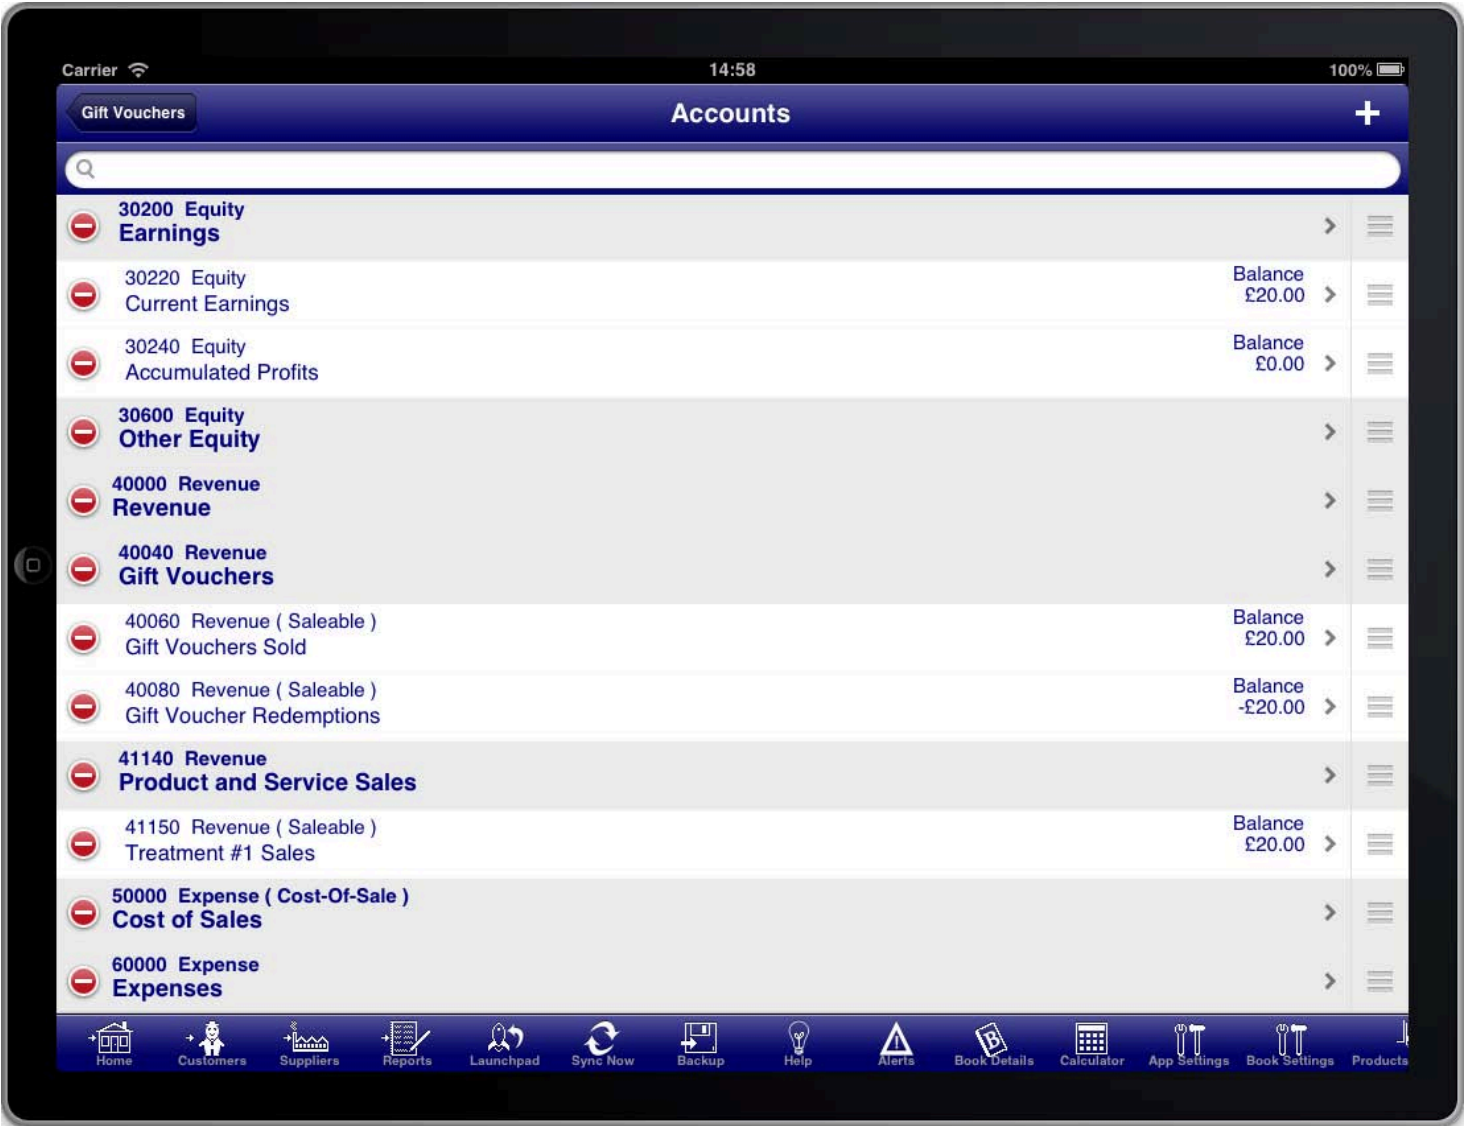 Carrier
14:58
100%
Gift Vouchers
Accounts
30200 Equity
Earnings
30220 Equity
Current Earnings
Balance
£20.00
30240 Equity
Accumulated Profits
Balance
£0.00
30600 Equity
Other Equity
40000 Revenue
Revenue
40040 Revenue
Gift Vouchers
40060 Revenue ( Saleable )
Gift Vouchers Sold
Balance
£20.00
40080 Revenue ( Saleable )
Gift Voucher Redemptions
Balance
-£20.00
41140 Revenue
Product and Service Sales
41150 Revenue ( Saleable )
Treatment #1 Sales
Balance
£20.00
50000 Expense ( Cost-Of-Sale )
Cost of Sales
60000 Expense
Expenses
Home Customers Suppliers Reports Launchpad Sync Now Backup Help Alerts Book Details Calculator App Settings Book Settings Products